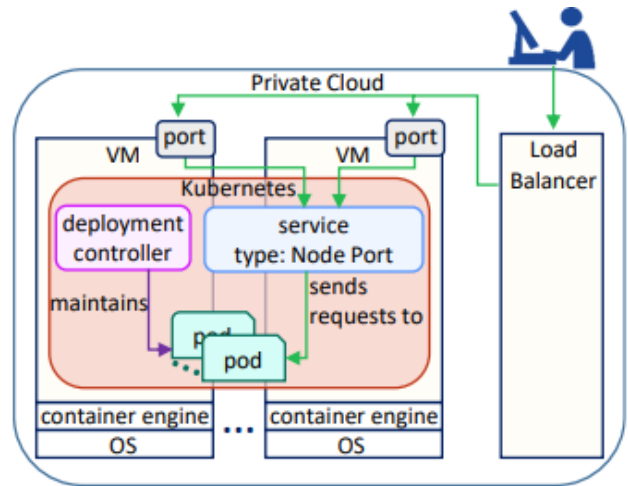 Private Cloud
port
port
VM
VM
Load
Balancer
Kubernetes
deployment
controller
service
type: Node Port
maintains
sends
requests to
pod
pod
container engine
...
container engine
OS
OS